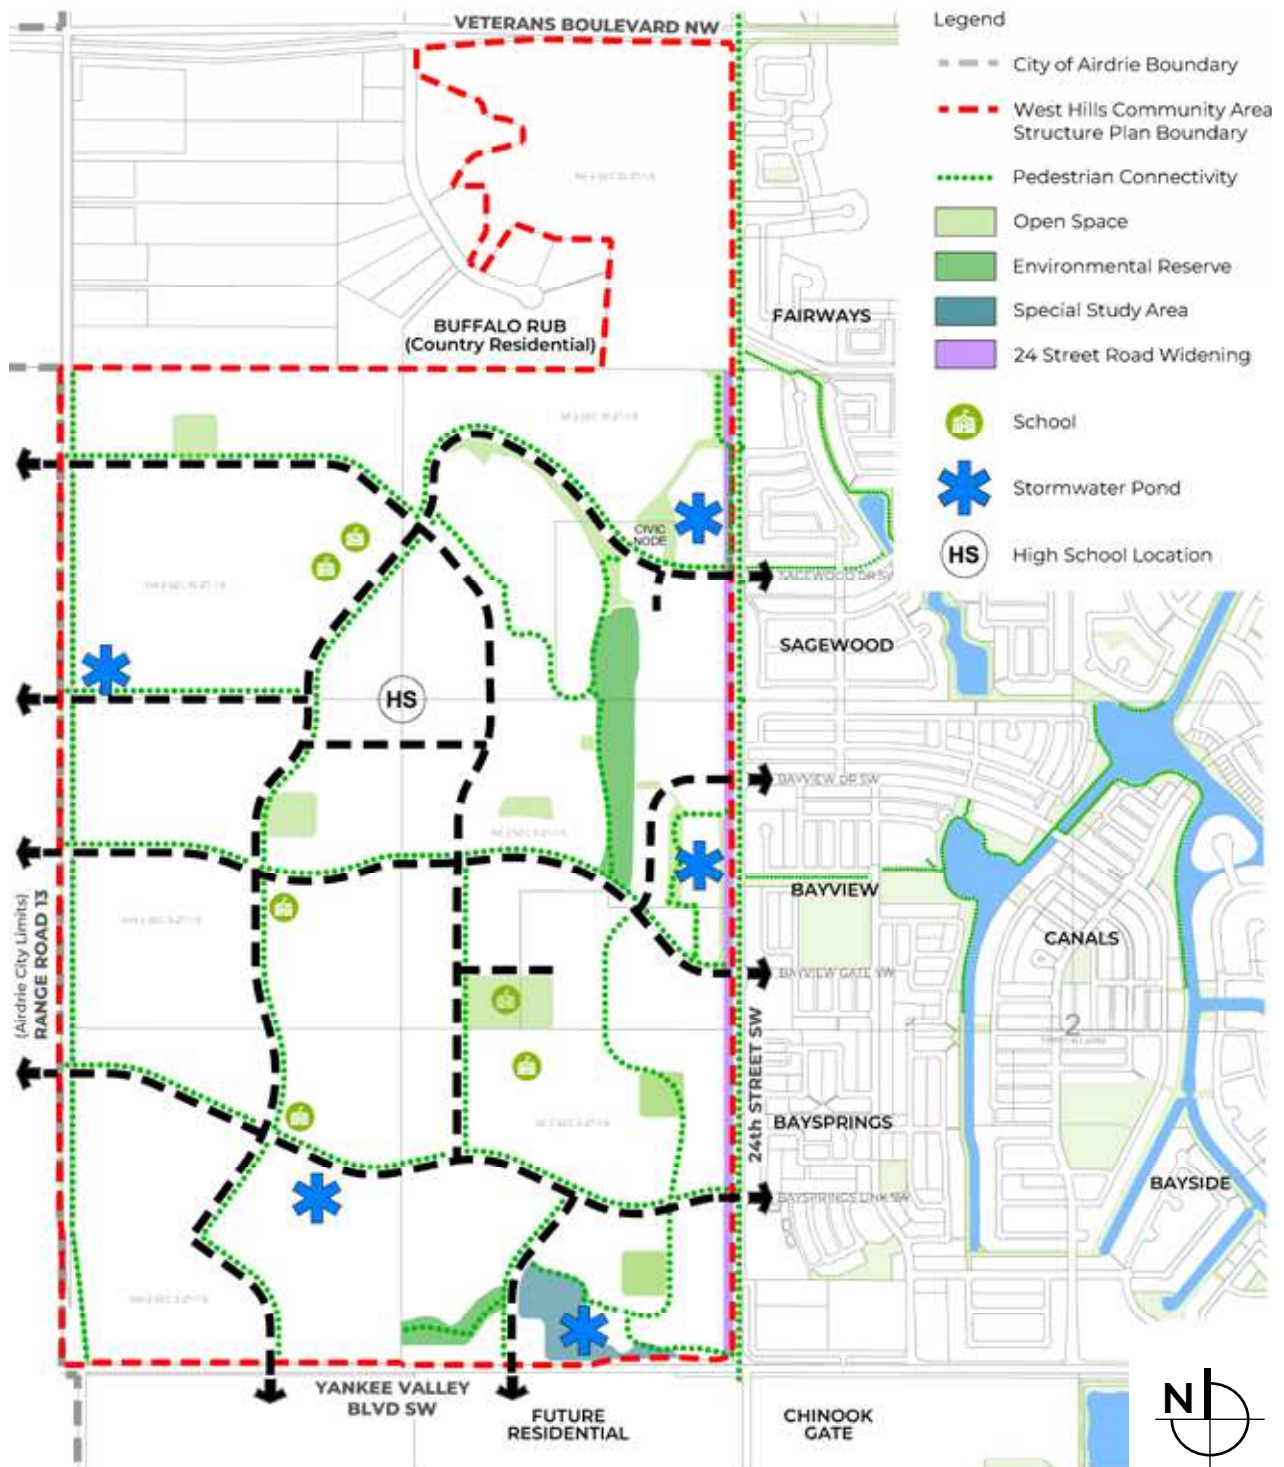 VETERANS BOULEVARD NW
Legend
City of Airdrie Boundary
West Hills Community Area
Structure Plan Boundary
Pedestrian Connectivity
Open Space
Environmental Reserve
Special Study Area
24 Street Road Widening
School
Stormwater Pond
HS
High School Location
BUFFALO RUB
(Country Residential)
FAIRWAYS
CIVIC
NODE
SAGEWOOD DR SW
SAGEWOOD
HS
BAYVIEW DR SW
BAYVIEW
CANALS
BAYVIEW GATE SW
(Airdrie City Limits)
RANGE ROAD 13
24th STREET SW
2
BAYSPRINGS
BAYSIDE
BAYSPRINGS LINK SW
YANKEE VALLEY
BLVD SW
FUTURE
RESIDENTIAL
CHINOOK
GATE
N